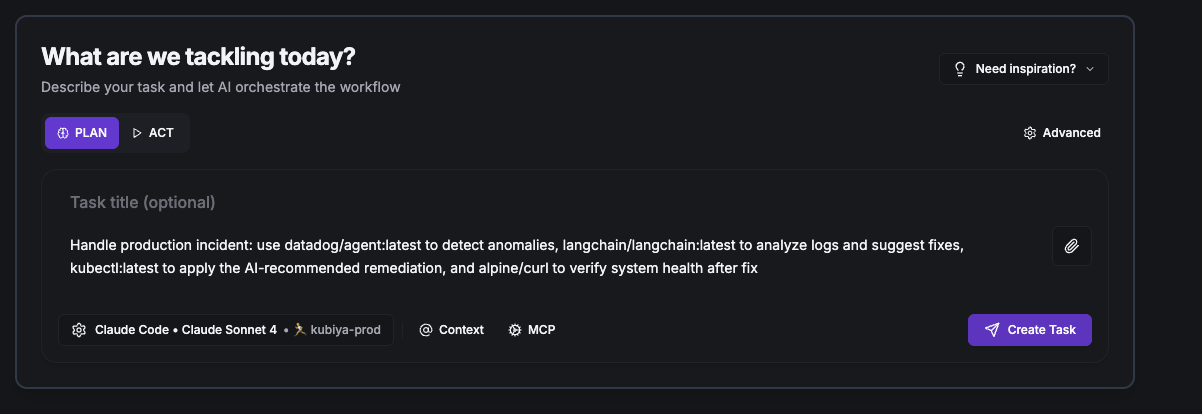 What are we tackling today?
Describe your task and let AI orchestrate the workflow
Need inspiration?
PLAN
ACT
Advanced
Task title (optional)
Handle production incident: use datadog/agent:latest to detect anomalies, langchain/langchain:latest to analyze logs and suggest fixes,
kubectl:latest to apply the AI-recommended remediation, and alpine/curl to verify system health after fix
Claude Code • Claude Sonnet 4 • 🏃 kubiya-prod
Context
MCP
Create Task